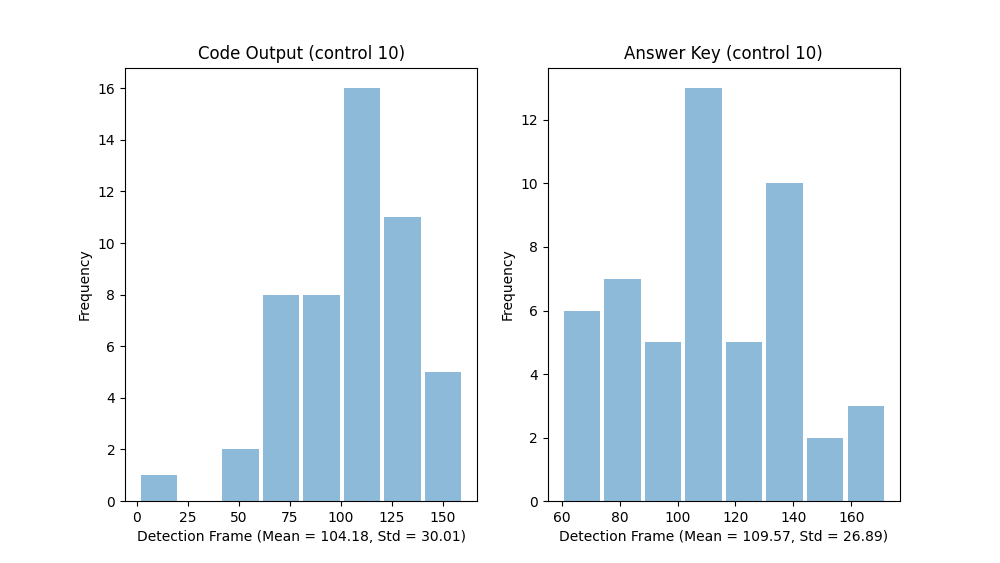 Code Output (control 10)
Frequency
16
14
12
10
8
6
4
2
0
0 25 50 75 100 125 150
Detection Frame (Mean = 104.18, Std = 30.01)
Answer Key (control 10)
Frequency
12
10
8
6
4
2
0
60 80 100 120 140 160
Detection Frame (Mean = 109.57, Std = 26.89)